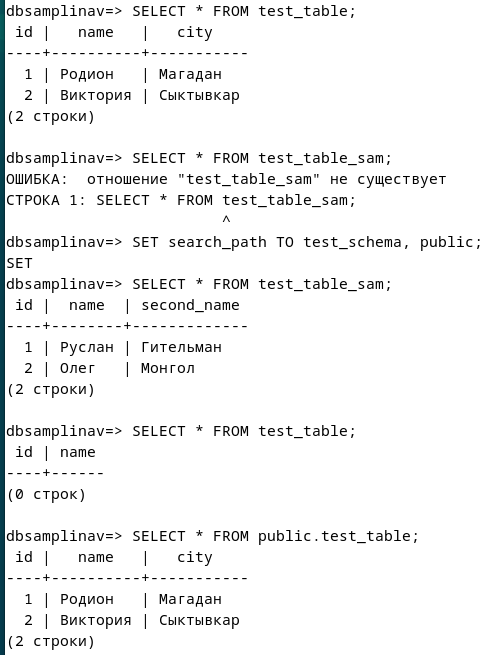 dbsamplinav=> SELECT * FROM test_table;
 id |   name   |   city
----+----------+-----------
  1 | Родион   | Магадан
  2 | Виктория | Сыктывкар
(2 строки)

dbsamplinav=> SELECT * FROM test_table_sam;
ОШИБКА:  отношение "test_table_sam" не существует
СТРОКА 1: SELECT * FROM test_table_sam;
                        ^
dbsamplinav=> SET search_path TO test_schema, public;
SET
dbsamplinav=> SELECT * FROM test_table_sam;
 id |  name  | second_name
----+--------+-------------
  1 | Руслан | Гительман
  2 | Олег   | Монгол
(2 строки)

dbsamplinav=> SELECT * FROM test_table;
 id | name
----+------
(0 строк)

dbsamplinav=> SELECT * FROM public.test_table;
 id |   name   |   city
----+----------+-----------
  1 | Родион   | Магадан
  2 | Виктория | Сыктывкар
(2 строки)